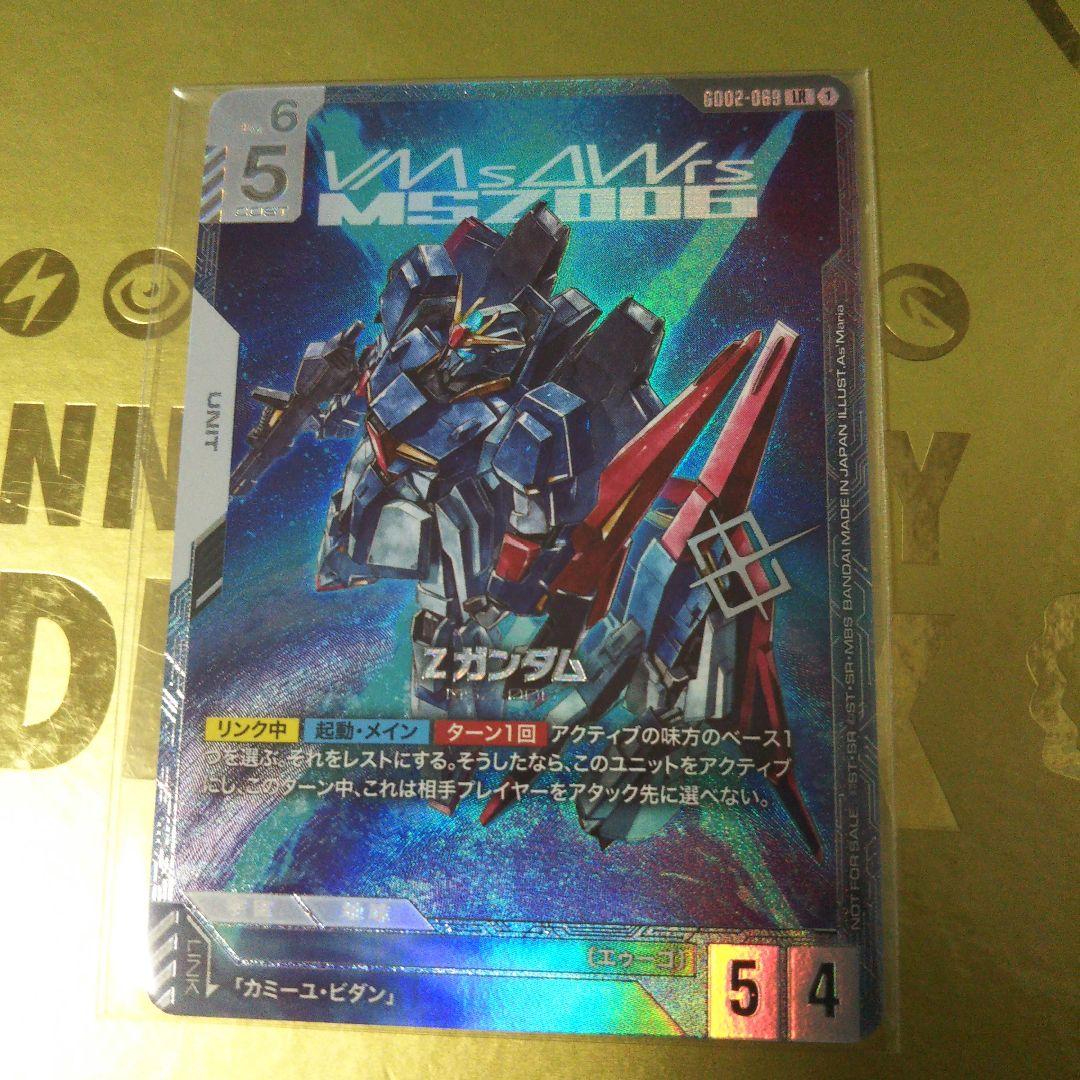 GD02-069 LR 1
Lv. 6
5
COST
VMsAWrs
MSZ006
UNIT
Zガンダム
リンク中 起動・メイン ターン1回 アクティブの味方のベース1
つを選ぶ。それをレストにする。そうしたなら、このユニットをアクティブ
にし、このターン中、これは相手プレイヤーをアタック先に選べない。
〔エゥーゴ〕
LINK
「カミーユ・ビダン」
5 4
BANDAI MADE IN JAPAN ILLUST. As'Maria
NOT FOR SALE
NN
Y
D